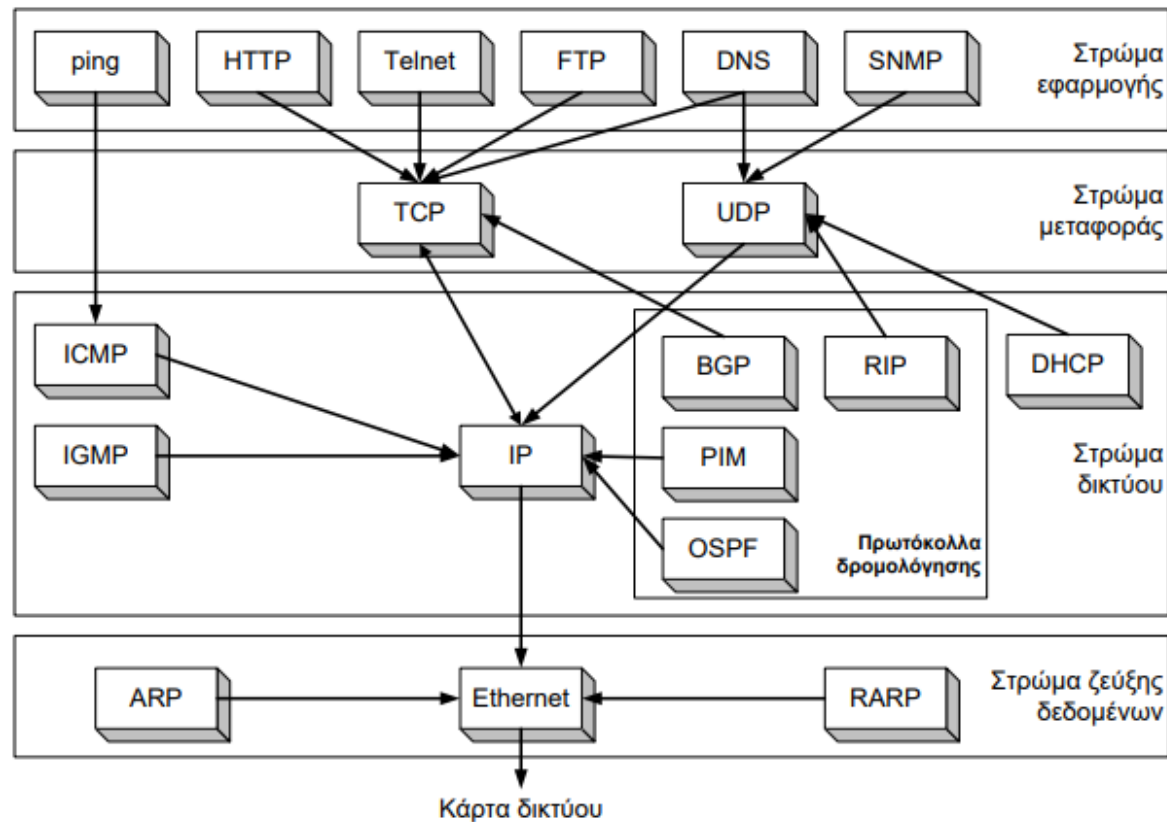 ping
HTTP
Telnet
FTP
DNS
SNMP
Στρώμα
εφαρμογής
TCP
UDP
Στρώμα
μεταφοράς
ICMP
BGP
RIP
DHCP
IGMP
IP
PIM
Στρώμα
δικτύου
OSPF
Πρωτόκολλα
δρομολόγησης
ARP
Ethernet
RARP
Στρώμα ζεύξης
δεδομένων
Κάρτα δικτύου